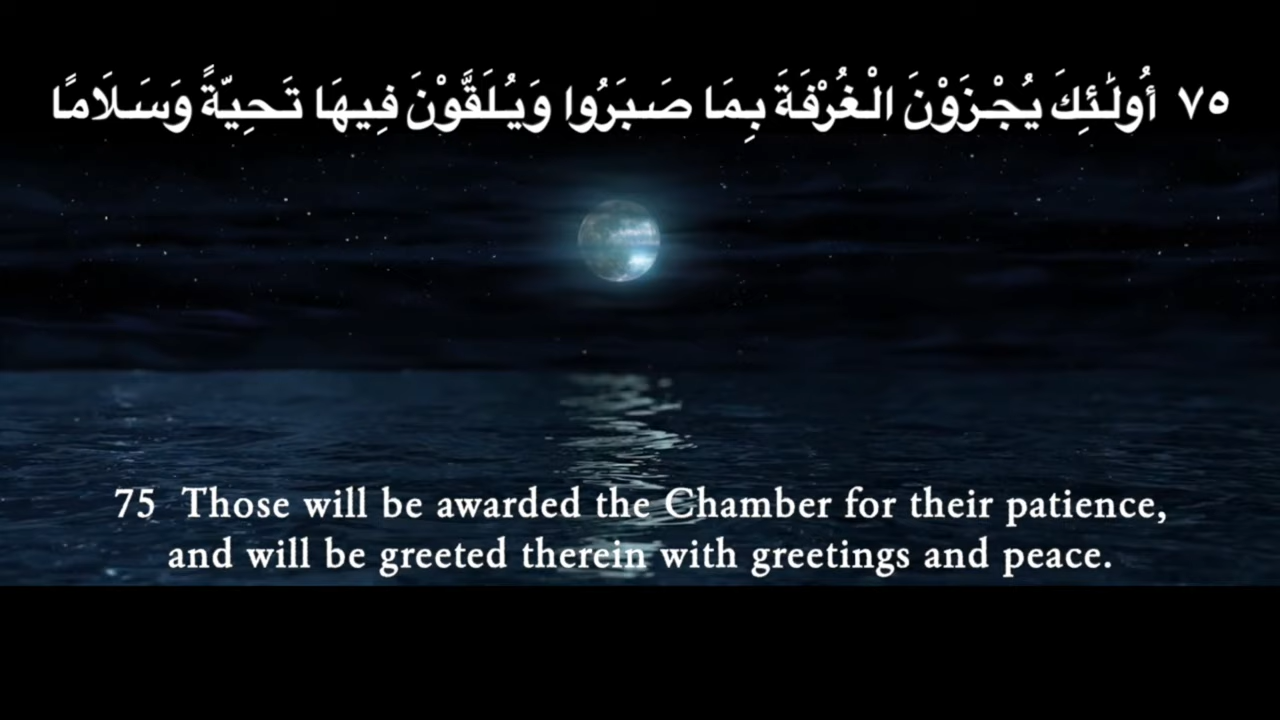 ٧٥ أُولَٰئِكَ يُجْزَوْنَ الْغُرْفَةَ بِمَا صَبَرُوا وَيُلَقَّوْنَ فِيهَا تَحِيَّةً وَسَلَامًا
75 Those will be awarded the Chamber for their patience,
and will be greeted therein with greetings and peace.